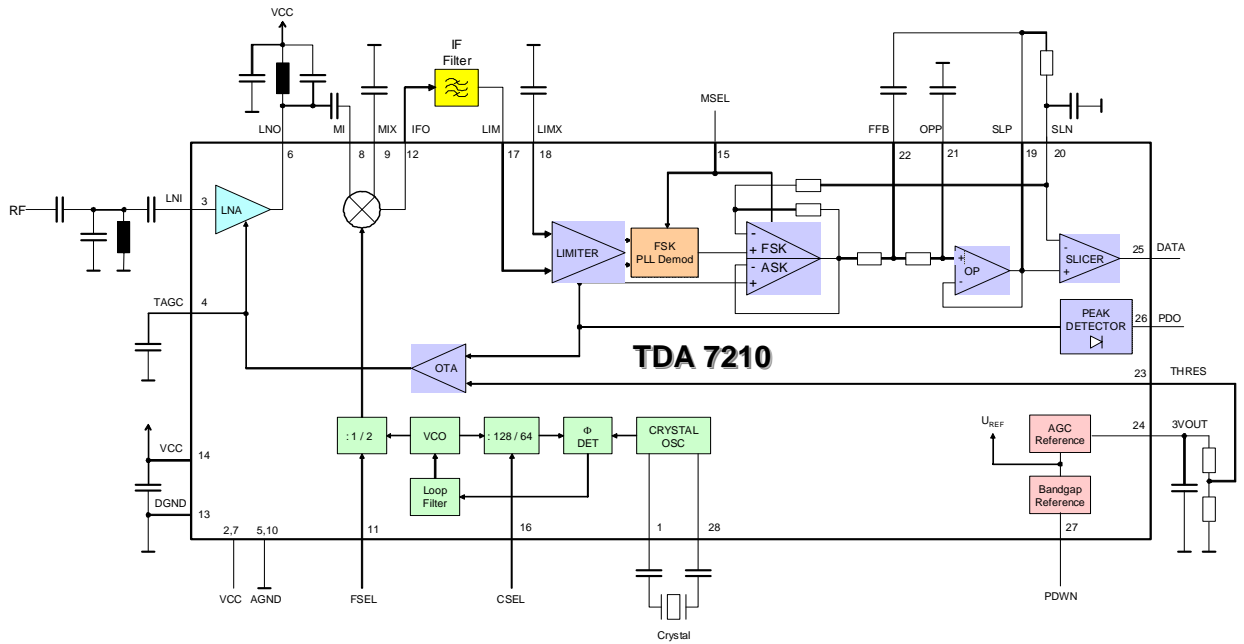 VCC
IF
Filter
MSEL
LNO
MI
MIX
IFO
LIM
LIMX
FFB
OPP
SLP
SLN
6
8
9
12
17
18
15
22
21
19
20
RF
LNI
3
LNA
LIMITER
FSK
PLL Demod
-
+ FSK
- ASK
+
+
OP
-
-
SLICER
+
25
DATA
TAGC
4
PEAK
DETECTOR
26
PDO
TDA 7210
OTA
23
THRES
: 1 / 2
VCO
: 128 / 64
Φ
DET
CRYSTAL
OSC
UREF
AGC
Reference
24
3VOUT
VCC
14
Loop
Filter
Bandgap
Reference
DGND
13
2,7
5,10
11
16
1
28
27
VCC
AGND
FSEL
CSEL
PDWN
Crystal